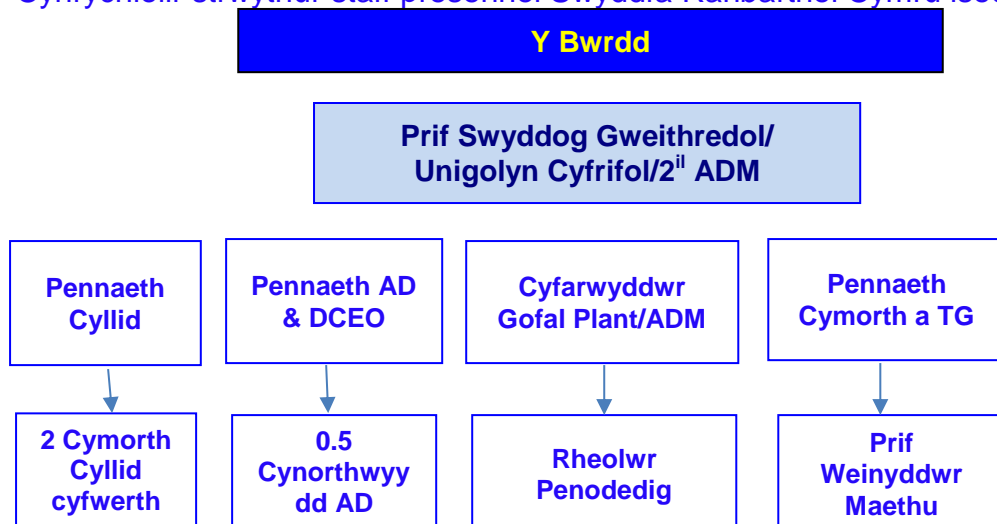 Y Bwrdd
Prif Swyddog Gweithredol/
Unigolyn Cyfrifol/2il ADM
Pennaeth
Cyllid
Pennaeth AD
& DCEO
Cyfarwyddwr
Gofal Plant/ADM
Pennaeth
Cymorth a TG
2 Cymorth
Cyllid
cyfwerth
0.5
Cynorthwyy
dd AD
Rheolwr
Penodedig
Prif
Weinyddwr
Maethu